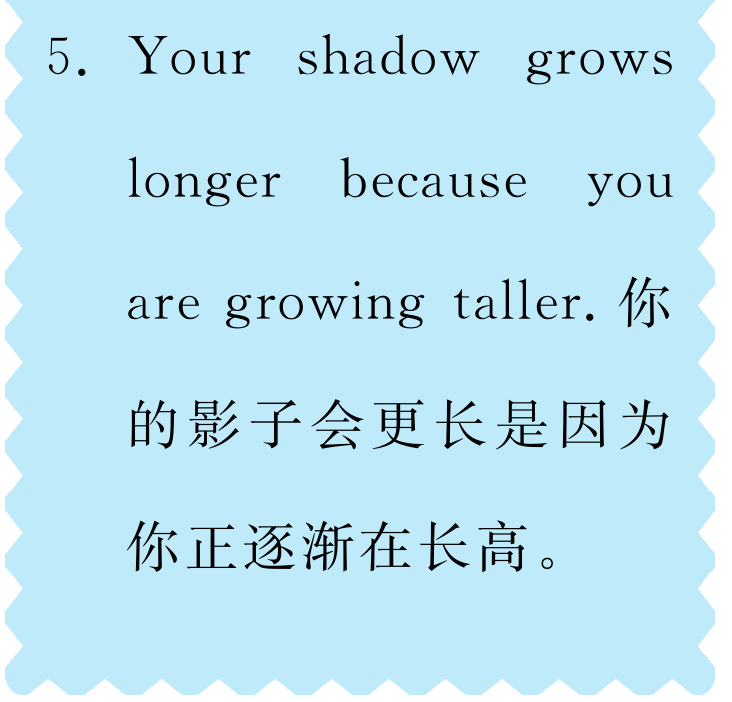 5. Your shadow grows
longer because you
are growing taller. 你
的影子会更长是因为
你正逐渐在长高。